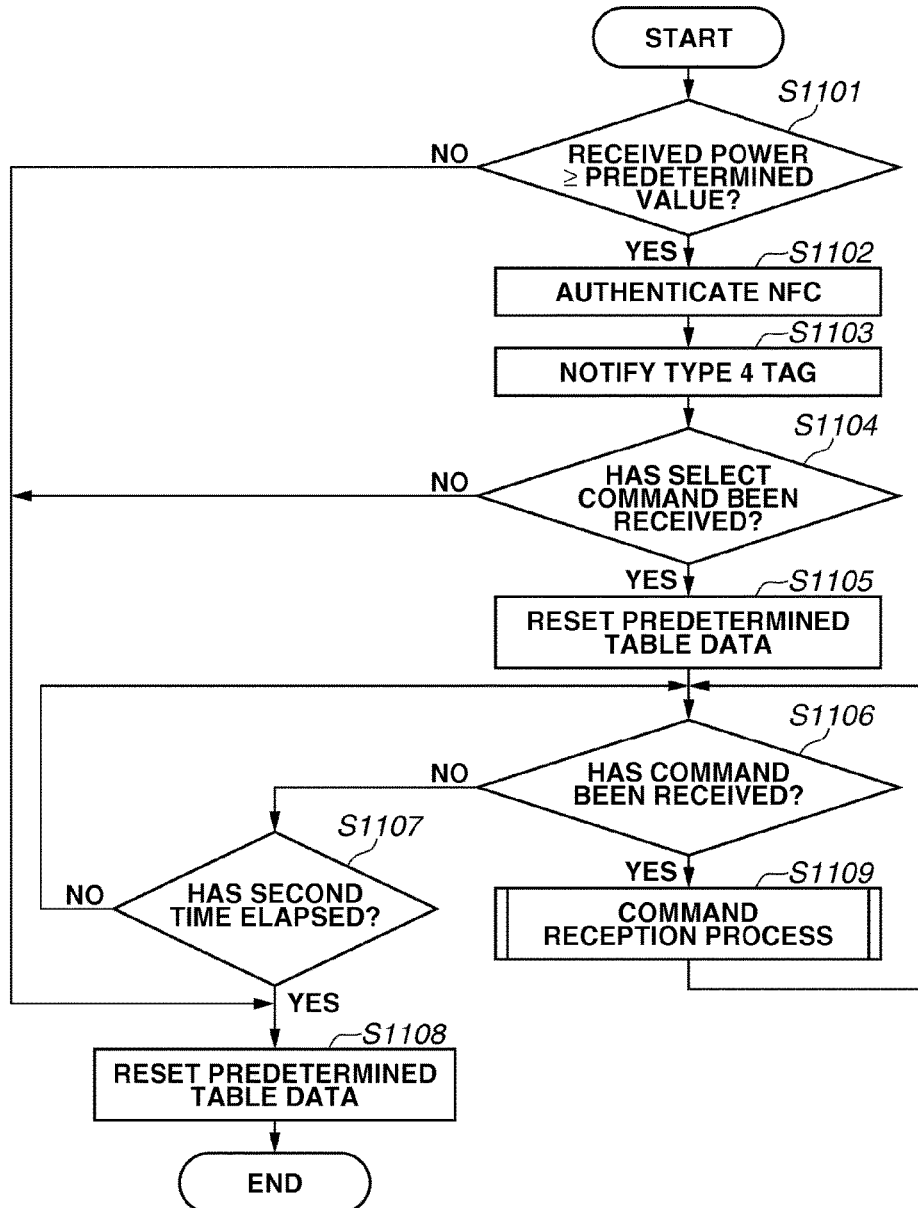 START
S1101
NO
RECEIVED POWER
≥ PREDETERMINED
VALUE?
YES
S1102
AUTHENTICATE NFC
S1103
NOTIFY TYPE 4 TAG
S1104
NO
HAS SELECT
COMMAND BEEN
RECEIVED?
YES
S1105
RESET PREDETERMINED
TABLE DATA
S1106
NO
HAS COMMAND
BEEN RECEIVED?
S1107
NO
HAS SECOND
TIME ELAPSED?
YES
S1109
COMMAND
RECEPTION PROCESS
YES
S1108
RESET PREDETERMINED
TABLE DATA
END